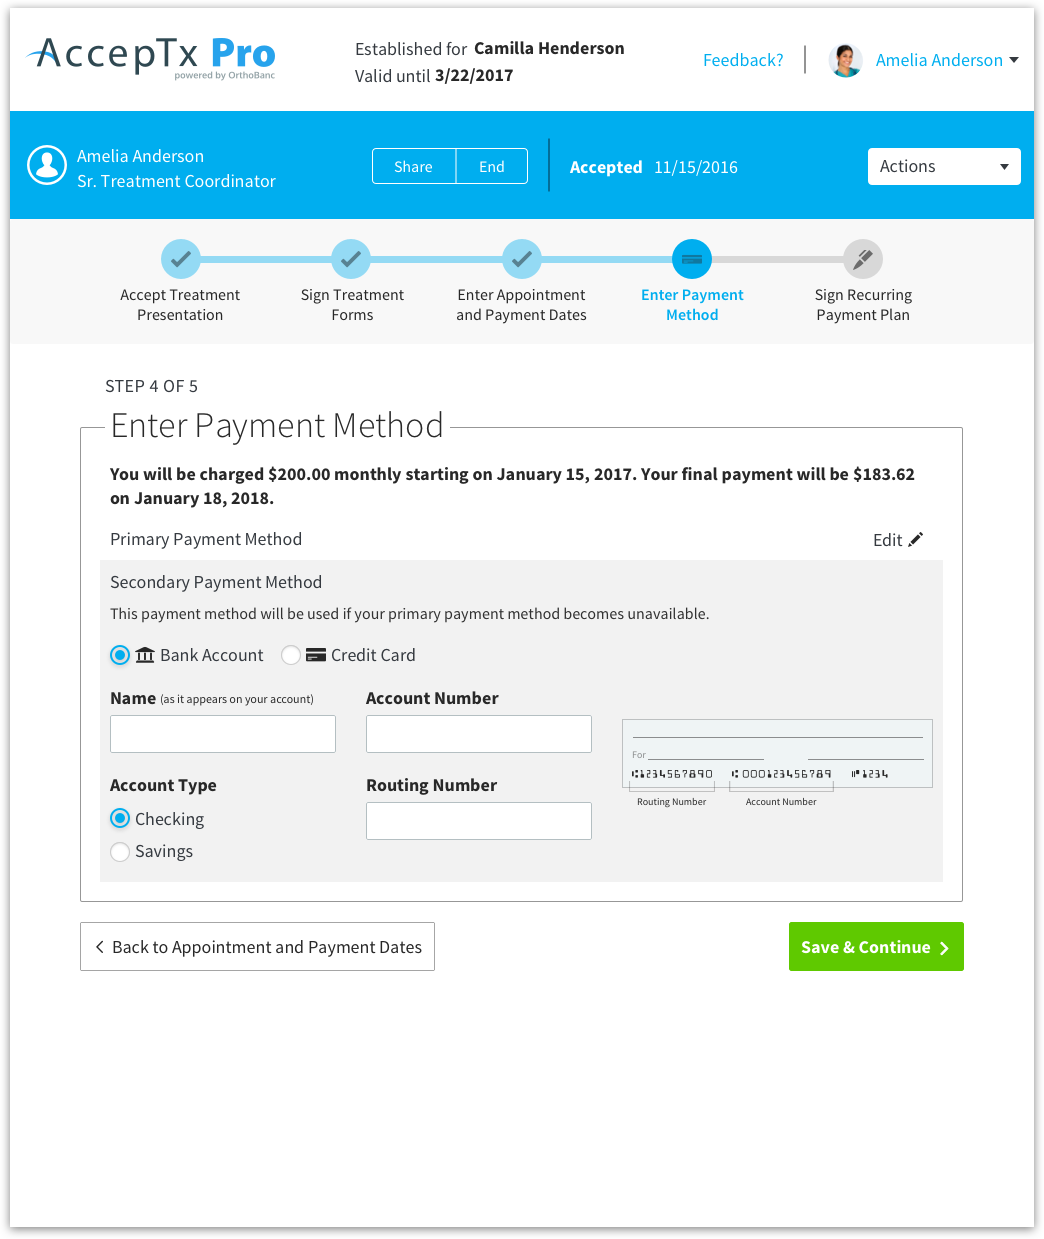 AccepTx Pro
powered by OrthoBanc
Established for Camilla Henderson
Valid until 3/22/2017
Feedback?
Amelia Anderson
Amelia Anderson
Sr. Treatment Coordinator
Share
End
Accepted 11/15/2016
Actions
Accept Treatment
Presentation
Sign Treatment
Forms
Enter Appointment
and Payment Dates
Enter Payment
Method
Sign Recurring
Payment Plan
STEP 4 OF 5
Enter Payment Method
You will be charged $200.00 monthly starting on January 15, 2017. Your final payment will be $183.62
on January 18, 2018.
Primary Payment Method
Edit
Secondary Payment Method
This payment method will be used if your primary payment method becomes unavailable.
Bank Account
Credit Card
Name (as it appears on your account)
Account Number
For
⑆1234567890 ⑆000123456789 ⑈1234
Routing Number
Account Number
Account Type
Routing Number
Checking
Savings
Back to Appointment and Payment Dates
Save & Continue